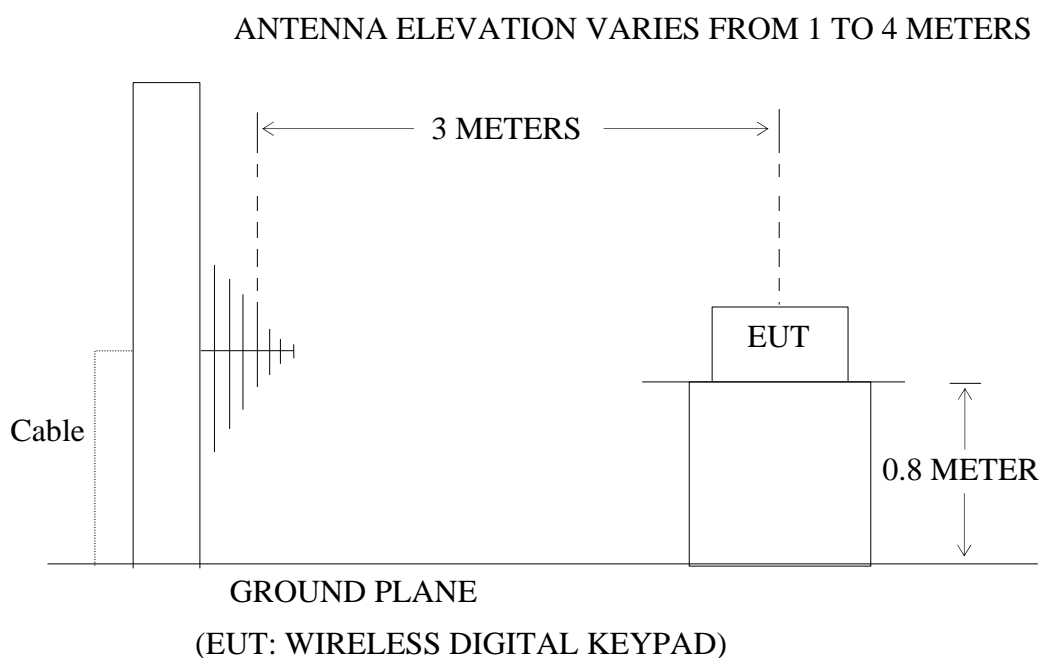 ANTENNA ELEVATION VARIES FROM 1 TO 4 METERS
3 METERS
EUT
Cable
0.8 METER
GROUND PLANE
(EUT: WIRELESS DIGITAL KEYPAD)